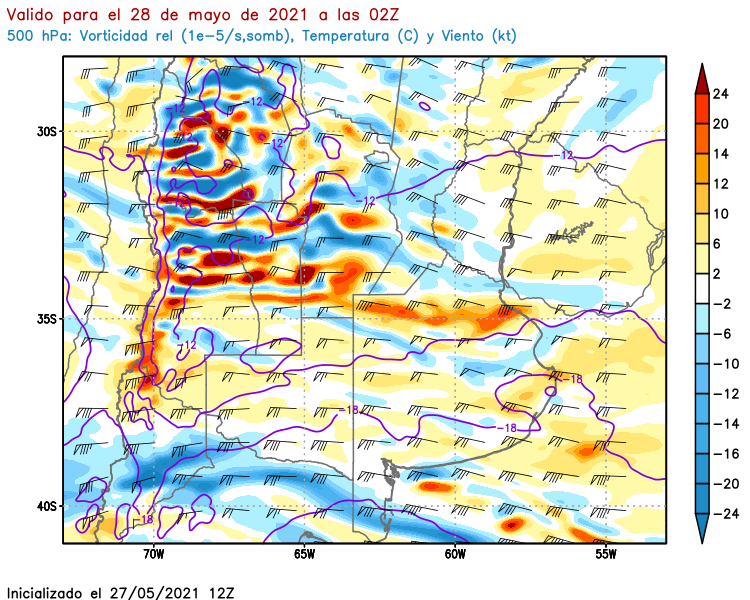 Valido para el 28 de mayo de 2021 a las 02Z
500 hPa: Vorticidad rel (1e-5/s,somb), Temperatura (C) y Viento (kt)
-12
-12
-12
-12
-12
-12
-12
-12
-18
-18
-18
-18
30S
35S
40S
70W
65W
60W
55W
24
20
14
12
10
6
2
-2
-6
-10
-12
-14
-16
-20
-24
Inicializado el 27/05/2021 12Z